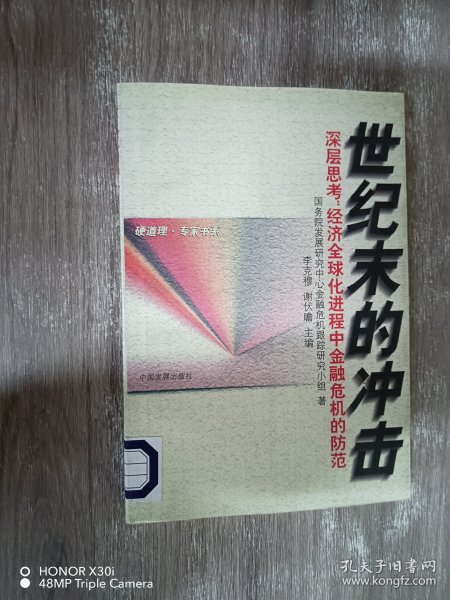 世纪末的冲击
深层思考:经济全球化进程中金融危机的防范
国务院发展研究中心金融危机跟踪研究小组 著
李克穆 谢伏瞻 主编
硬道理·专家书系
中国发展出版社
HONOR X30i
48MP Triple Camera
孔夫子旧书网
www.kongfz.com